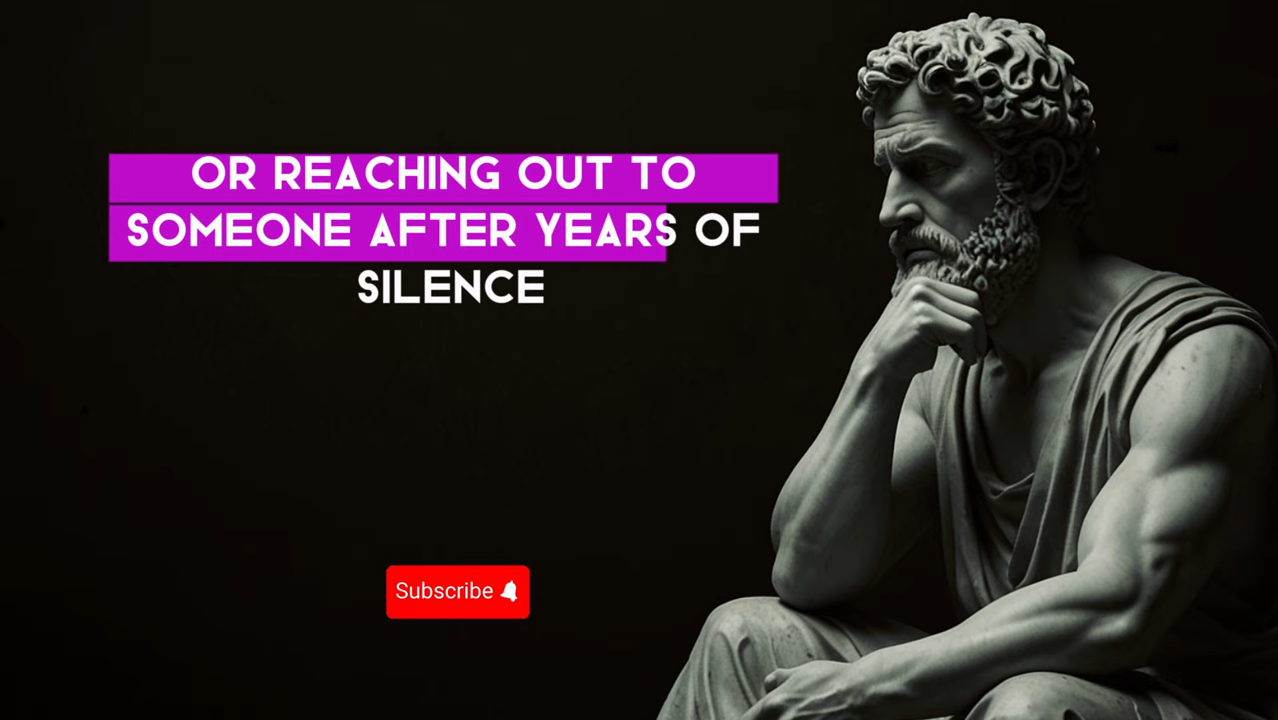 OR REACHING OUT TO
SOMEONE AFTER YEARS OF
SILENCE
Subscribe